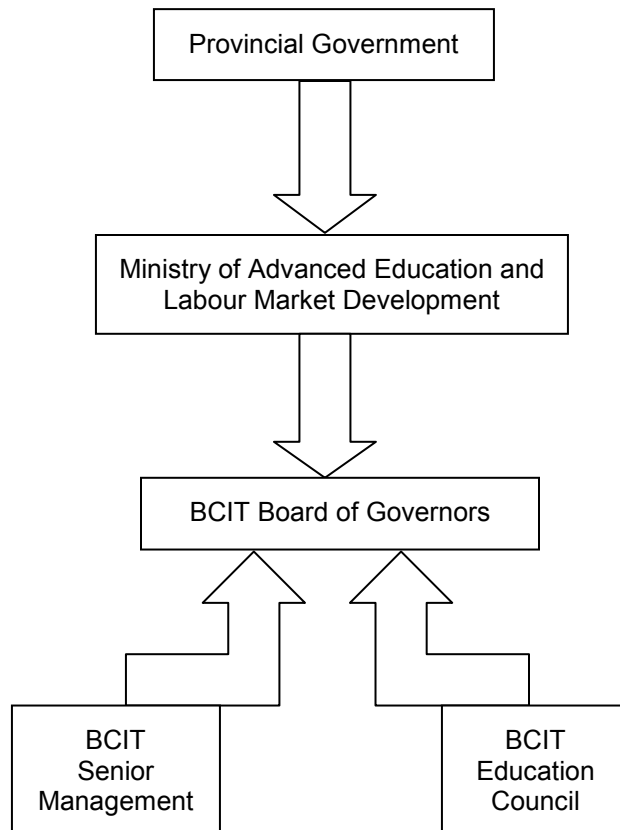 Provincial Government
Ministry of Advanced Education and
Labour Market Development
BCIT Board of Governors
BCIT
Senior
Management
BCIT
Education
Council